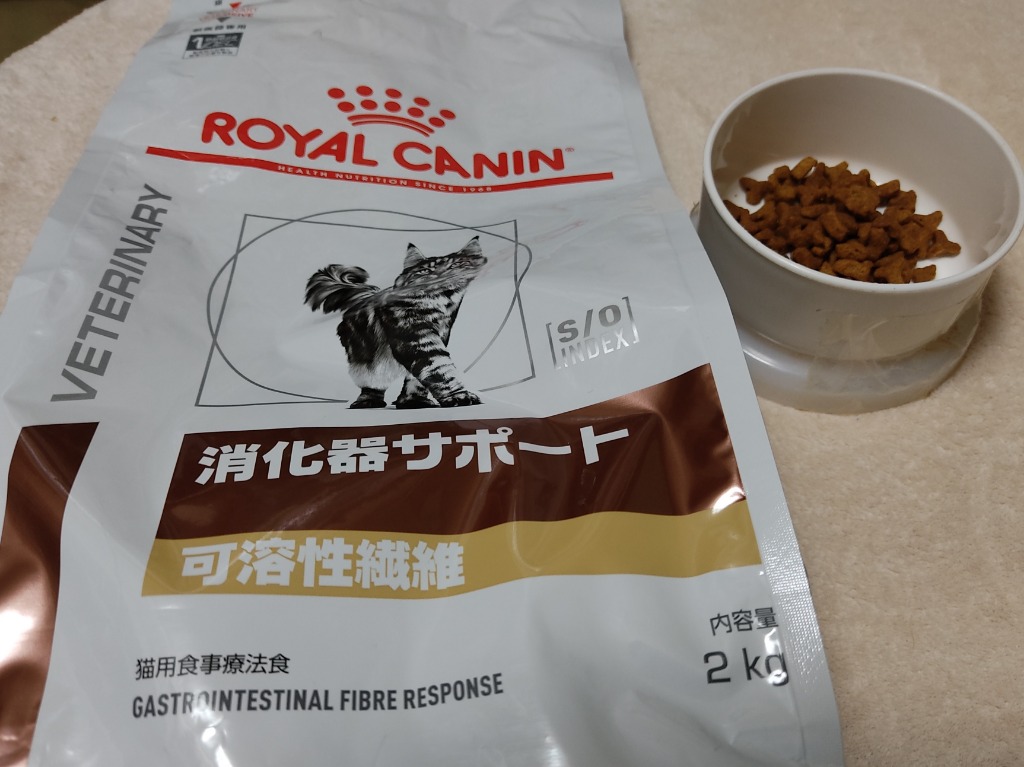 ROYAL CANIN
HEALTH NUTRITION SINCE 1968
VETERINARY
S/O
INDEX
消化器サポート
可溶性繊維
猫用食事療法食
GASTROINTESTINAL FIBRE RESPONSE
内容量
2 kg